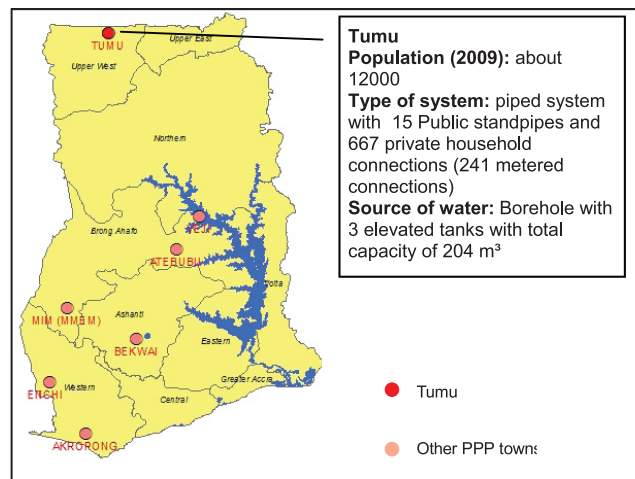 Tumu
Population (2009): about
12000
Type of system: piped system
with 15 Public standpipes and
667 private household
connections (241 metered
connections)
Source of water: Borehole with
3 elevated tanks with total
capacity of 204 m³
TUMU
Upper East
Upper West
Northern
YEJI
Brong Ahafo
ATEBUBU
Volta
MIM (MMEM)
Ashanti
BEKWAI
Eastern
ENCHI
Western
Central
Greater Accra
AKROPONG
Tumu
Other PPP towns